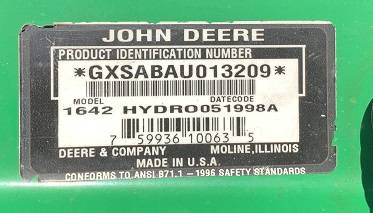 JOHN DEERE
PRODUCT IDENTIFICATION NUMBER
*GXSABAU013209*
MODEL DATECODE
1642 HYDRO051998A
7 59936 10063 5
DEERE & COMPANY MOLINE,ILLINOIS
MADE IN U.S.A.
CONFORMS TO ANSI B71.1 - 1996 SAFETY STANDARDS